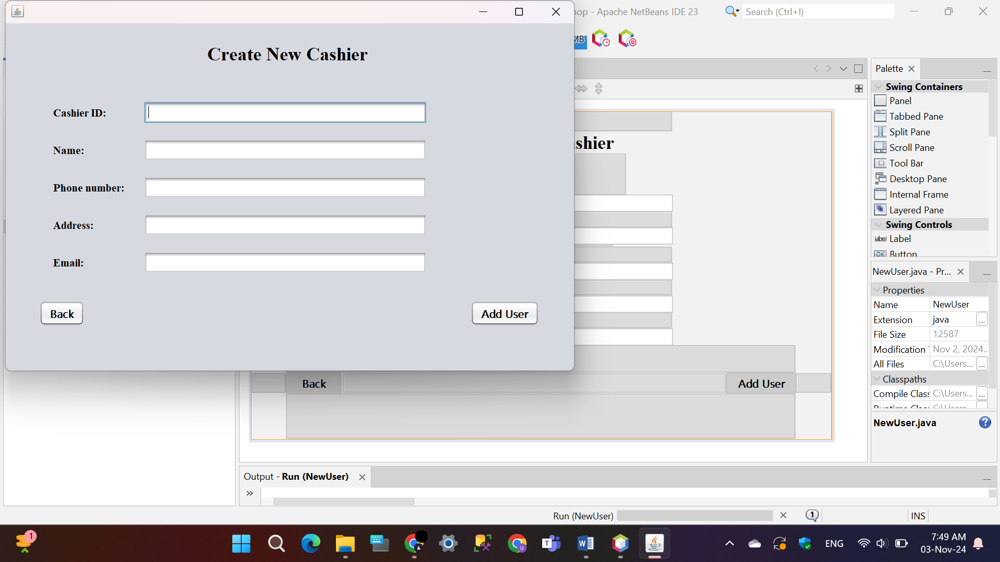 hop - Apache NetBeans IDE 23
Search (Ctrl+I)
MB
Create New Cashier
Cashier ID:
Name:
Phone number:
Address:
Email:
Back
Add User
shier
Back
Add User
Palette
Swing Containers
Panel
Tabbed Pane
Split Pane
Scroll Pane
Tool Bar
Desktop Pane
Internal Frame
Layered Pane
Swing Controls
label Label
OK Button
NewUser.java - Pr...
Properties
Name NewUser
Extension java ...
File Size 12587
Modification Nov 2, 2024..
All Files C:\Users... ...
Classpaths
Compile Class C:\Users... ...
NewUser.java
Output - Run (NewUser)
Run (NewUser)
1
INS
1
U
T
W
ENG
7:49 AM
03-Nov-24